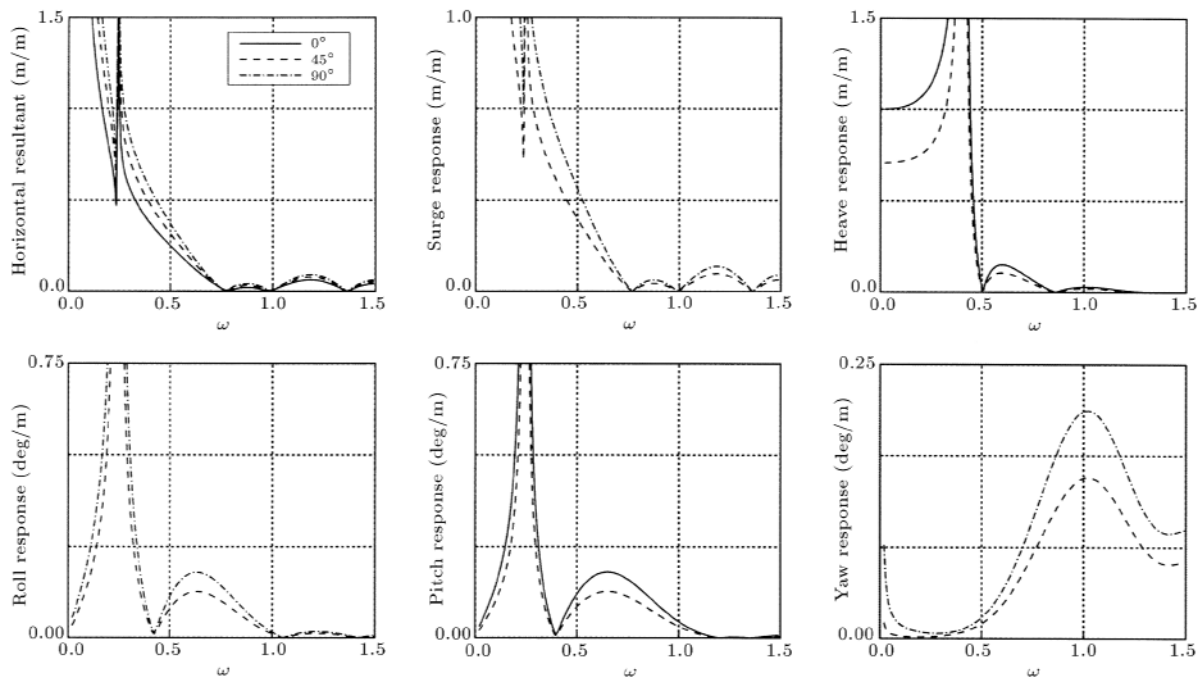 Horizontal resultant (m/m)
1.5
0.0
0.0 0.5 1.0 1.5
ω
0°
45°
90°
Surge response (m/m)
1.0
0.0
0.0 0.5 1.0 1.5
ω
Heave response (m/m)
1.5
0.0
0.0 0.5 1.0 1.5
ω
Roll response (deg/m)
0.75
0.00
0.0 0.5 1.0 1.5
ω
Pitch response (deg/m)
0.75
0.00
0.0 0.5 1.0 1.5
ω
Yaw response (deg/m)
0.25
0.00
0.0 0.5 1.0 1.5
ω